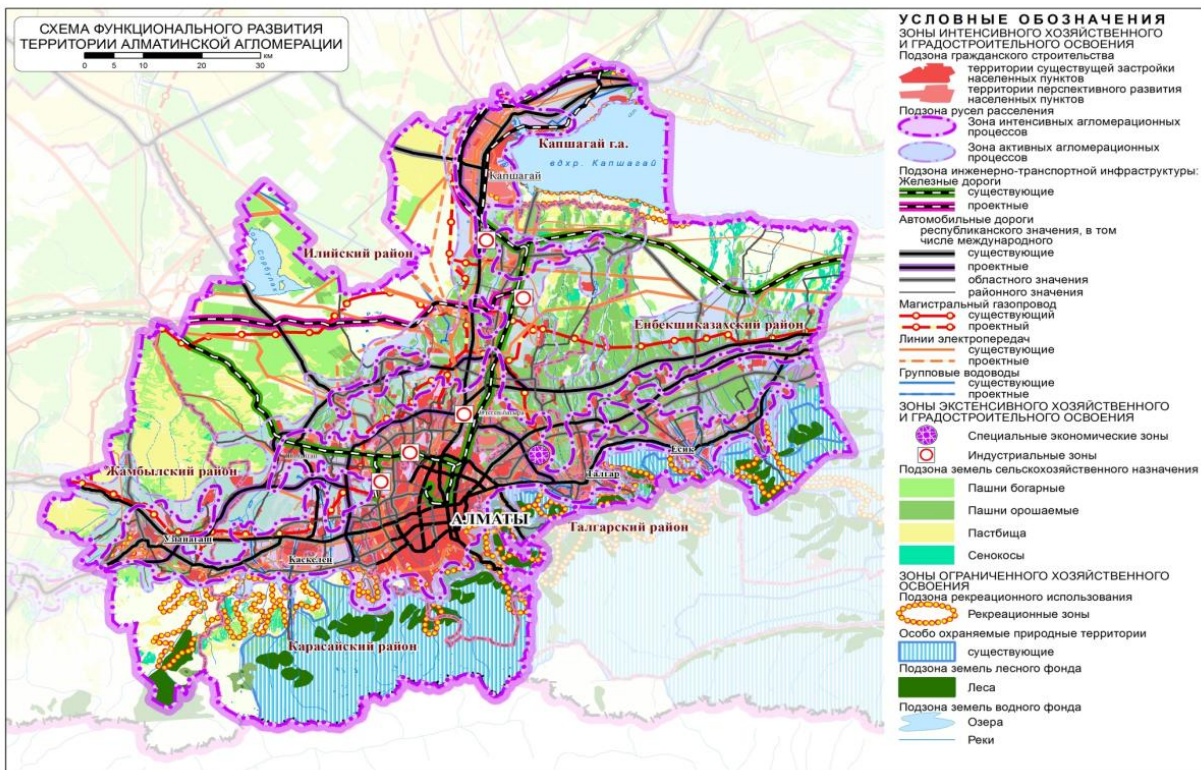 СХЕМА ФУНКЦИОНАЛЬНОГО РАЗВИТИЯ
ТЕРРИТОРИИ АЛМАТИНСКОЙ АГЛОМЕРАЦИИ
км
0 5 10 20 30
Капшагай г.а.
вдхр. Капшагай
Капшагай
Илийский район
Сорбулак
Енбекшиказахский район
Жамбылский район
Есик
Талгар
АЛМАТЫ
Талгарский район
Узынагаш
Каскелен
Карасайский район
УСЛОВНЫЕ ОБОЗНАЧЕНИЯ
ЗОНЫ ИНТЕНСИВНОГО ХОЗЯЙСТВЕННОГО
И ГРАДОСТРОИТЕЛЬНОГО ОСВОЕНИЯ
Подзона гражданского строительства
территории существущей застройки
населенных пунктов
территории перспективного развития
населенных пунктов
Подзона русел расселения
Зона интенсивных агломерационных
процессов
Зона активных агломерационных
процессов
Подзона инженерно-транспортной инфраструктуры:
Железные дороги
существующие
проектные
Автомобильные дороги
республиканского значения, в том
числе международного
существующие
проектные
областного значения
районного значения
Магистральный газопровод
существующий
проектный
Линии электропередач
существующие
проектные
Групповые водоводы
существующие
проектные
ЗОНЫ ЭКСТЕНСИВНОГО ХОЗЯЙСТВЕННОГО
И ГРАДОСТРОИТЕЛЬНОГО ОСВОЕНИЯ
Специальные экономические зоны
Индустриальные зоны
Подзона земель сельскохозяйственного назначения
Пашни богарные
Пашни орошаемые
Пастбища
Сенокосы
ЗОНЫ ОГРАНИЧЕННОГО ХОЗЯЙСТВЕННОГО
ОСВОЕНИЯ
Подзона рекреационного использования
Рекреационные зоны
Особо охраняемые природные территории
существующие
Подзона земель лесного фонда
Леса
Подзона земель водного фонда
Озера
Реки